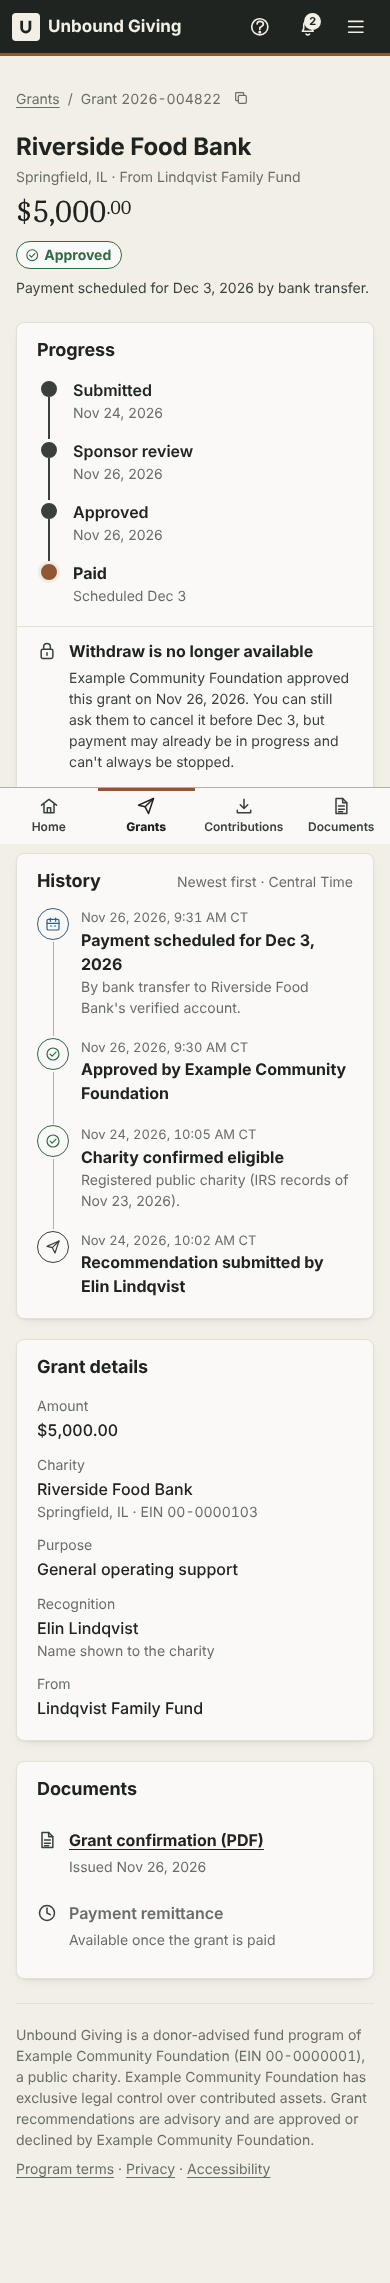 U Unbound Giving 2
Grants / Grant 2026-004822
Riverside Food Bank
Springfield, IL · From Lindqvist Family Fund
$5,000.00
Approved
Payment scheduled for Dec 3, 2026 by bank transfer.
Progress
Submitted
Nov 24, 2026
Sponsor review
Nov 26, 2026
Approved
Nov 26, 2026
Paid
Scheduled Dec 3
Withdraw is no longer available
Example Community Foundation approved
this grant on Nov 26, 2026. You can still
ask them to cancel it before Dec 3, but
payment may already be in progress and
can't always be stopped.
Home Grants Contributions Documents
History Newest first · Central Time
Nov 26, 2026, 9:31 AM CT
Payment scheduled for Dec 3,
2026
By bank transfer to Riverside Food
Bank's verified account.
Nov 26, 2026, 9:30 AM CT
Approved by Example Community
Foundation
Nov 24, 2026, 10:05 AM CT
Charity confirmed eligible
Registered public charity (IRS records of
Nov 23, 2026).
Nov 24, 2026, 10:02 AM CT
Recommendation submitted by
Elin Lindqvist
Grant details
Amount
$5,000.00
Charity
Riverside Food Bank
Springfield, IL · EIN 00-0000103
Purpose
General operating support
Recognition
Elin Lindqvist
Name shown to the charity
From
Lindqvist Family Fund
Documents
Grant confirmation (PDF)
Issued Nov 26, 2026
Payment remittance
Available once the grant is paid
Unbound Giving is a donor-advised fund program of
Example Community Foundation (EIN 00-0000001),
a public charity. Example Community Foundation has
exclusive legal control over contributed assets. Grant
recommendations are advisory and are approved or
declined by Example Community Foundation.
Program terms · Privacy · Accessibility